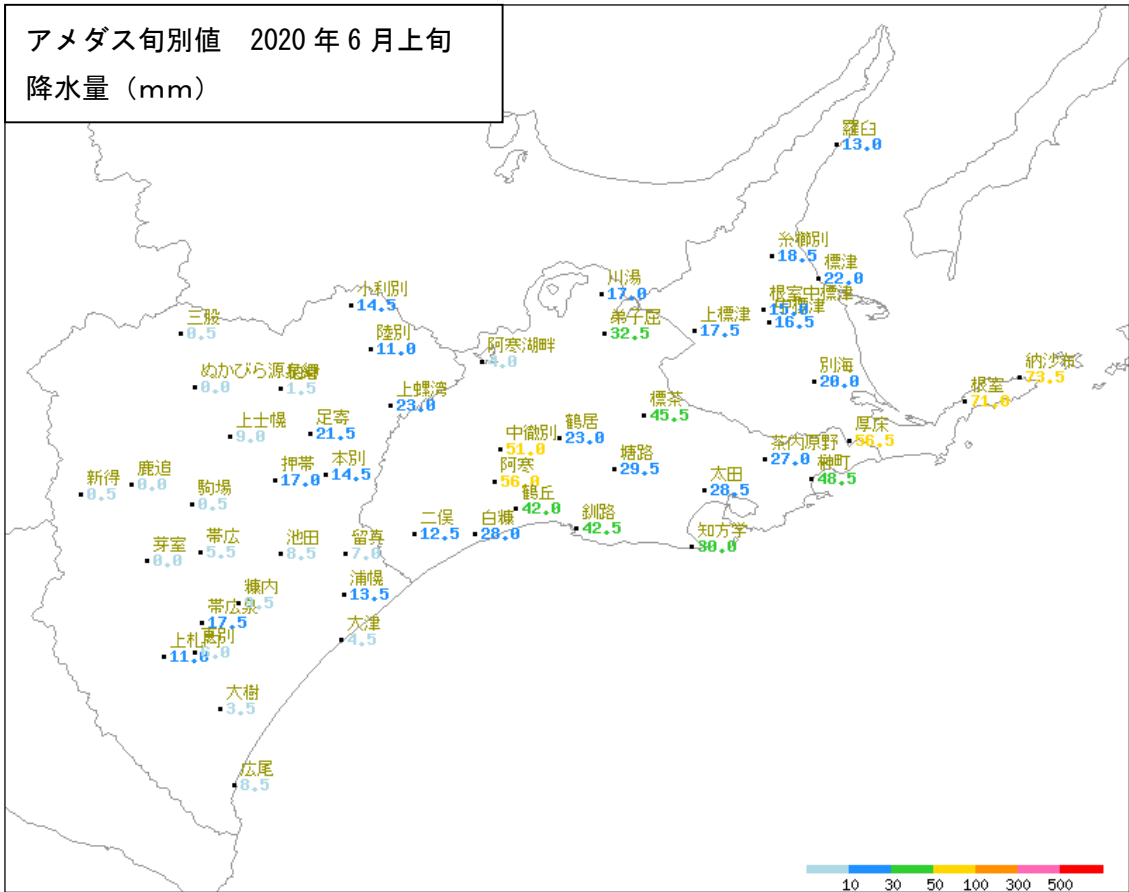 アメダス旬別値　2020年6月上旬
降水量（mm）
羅臼
13.0
糸櫛別
18.5
標津
22.0
川湯
17.0
根室中標津
15.0
16.5
小利別
14.5
上標津
17.5
三股
0.5
弟子屈
32.5
陸別
11.0
阿寒湖畔
4.0
ぬかびら源泉郷
0.0
1.5
別海
20.0
納沙布
73.5
根室
71.0
上螺湾
23.0
標茶
45.5
上士幌
9.0
足寄
21.5
鶴居
23.0
厚床
56.5
中徹別
51.0
茶内原野
27.0
塘路
29.5
新得
0.5
鹿追
0.0
押帯
17.0
本別
14.5
阿寒
56.0
太田
28.5
榊町
48.5
駒場
0.5
鶴丘
42.0
二俣
12.5
白糠
28.0
釧路
42.5
知方学
30.0
芽室
0.0
帯広
5.5
池田
8.5
留真
7.0
糠内
浦幌
13.5
帯広泉
17.5
大津
4.5
上札内
11.0
大樹
3.5
広尾
8.5
10 30 50 100 300 500